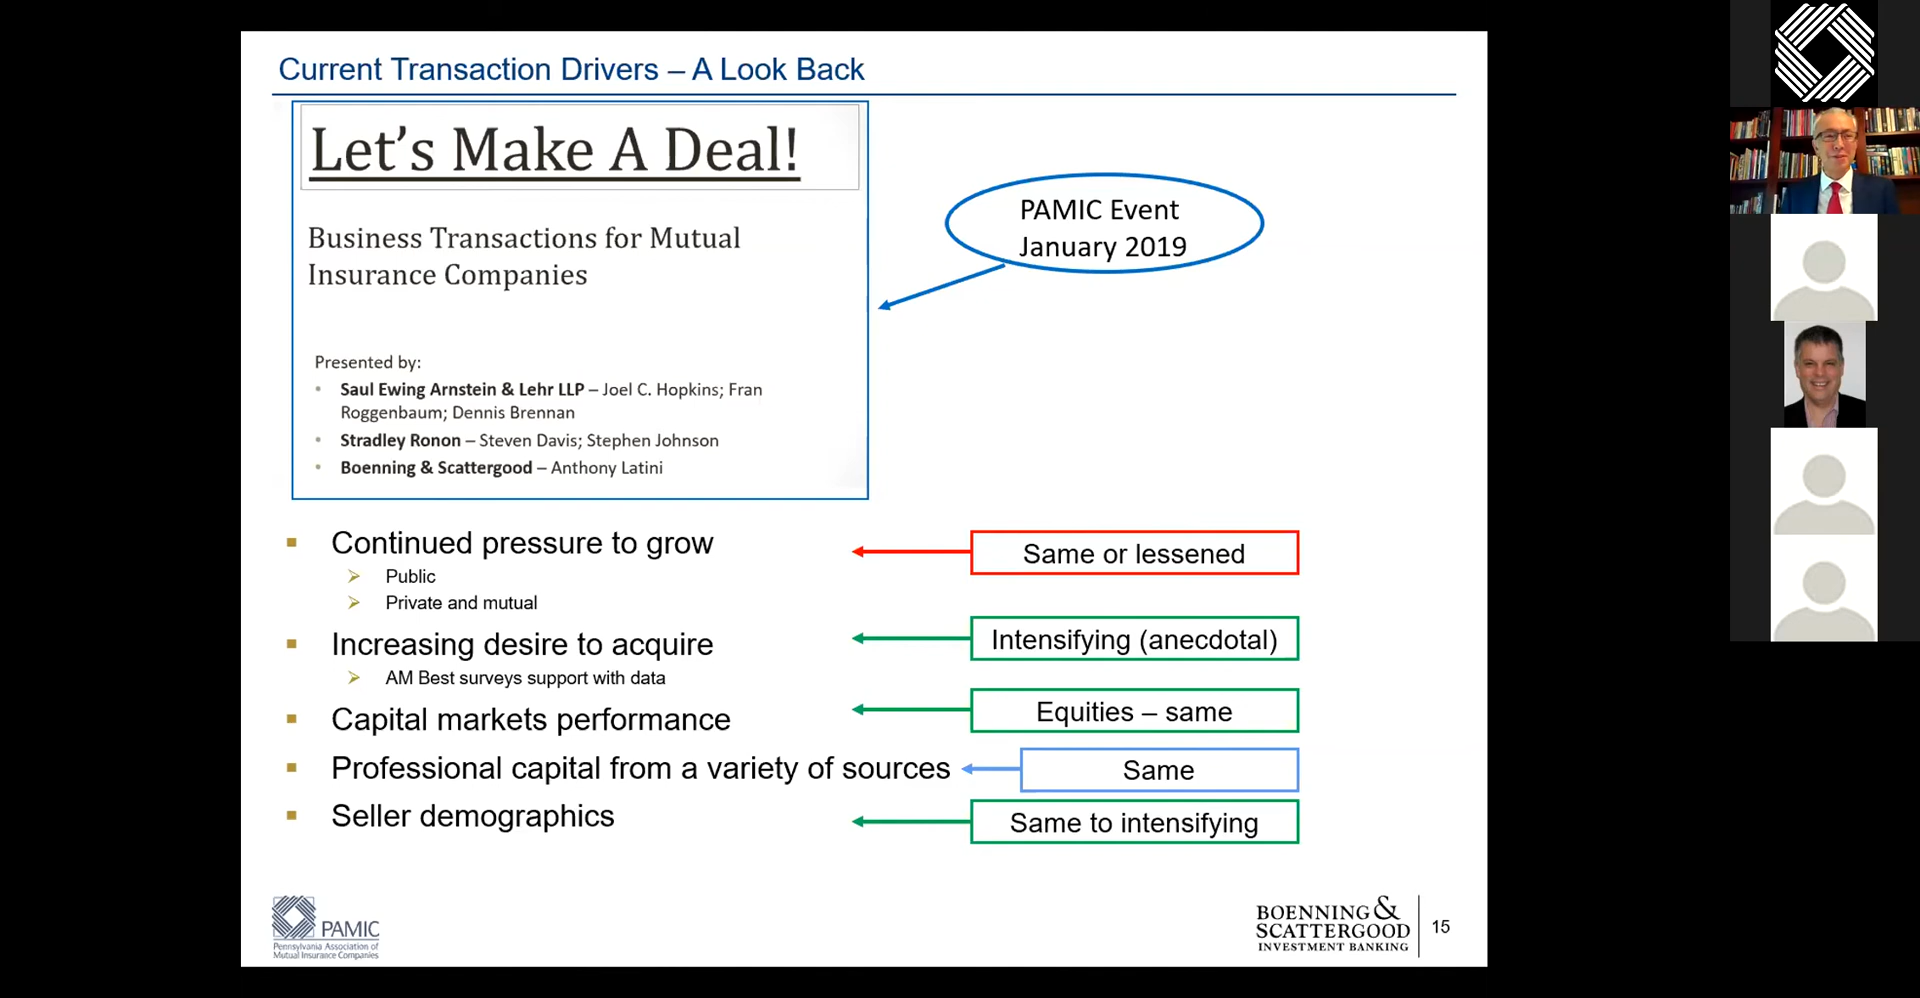 Current Transaction Drivers – A Look Back
Let's Make A Deal!
Business Transactions for Mutual
Insurance Companies
PAMIC Event
January 2019
Presented by:
• Saul Ewing Arnstein & Lehr LLP – Joel C. Hopkins; Fran
Roggenbaum; Dennis Brennan
• Stradley Ronon – Steven Davis; Stephen Johnson
• Boenning & Scattergood – Anthony Latini
Continued pressure to grow
Same or lessened
Public
Private and mutual
Increasing desire to acquire
Intensifying (anecdotal)
AM Best surveys support with data
Capital markets performance
Equities – same
Professional capital from a variety of sources
Same
Seller demographics
Same to intensifying
PAMIC
Pennsylvania Association of
Mutual Insurance Companies
BOENNING &
SCATTERGOOD
INVESTMENT BANKING
15